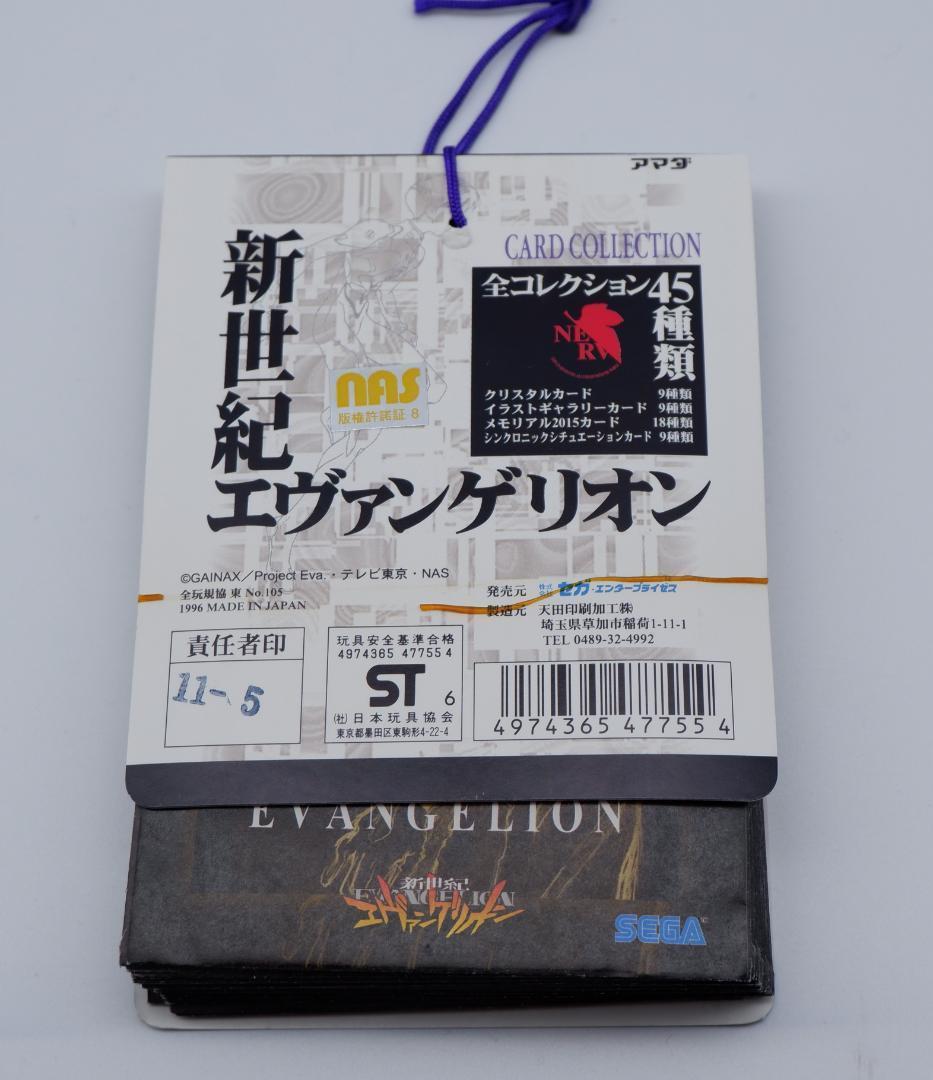 アマダ
新世紀
エヴァンゲリオン
CARD COLLECTION
全コレクション45種類
NERV
クリスタルカード 9種類
イラストギャラリーカード 9種類
メモリアル2015カード 18種類
シンクロニックシチュエーションカード 9種類
nas
版権許諾証 8
©GAINAX/Project Eva.・テレビ東京・NAS
全玩規協 東 No.105
1996 MADE IN JAPAN
発売元 株式会社 セガ・エンタープライゼス
製造元 天田印刷加工㈱
埼玉県草加市稲荷1-11-1
TEL 0489-32-4992
責任者印
11-5
玩具安全基準合格
4974365 477554
ST 6
(社)日本玩具協会
東京都墨田区東駒形4-22-4
4974365 477554
EVANGELION
新世紀
EVANGELION
エヴァンゲリオン
SEGA